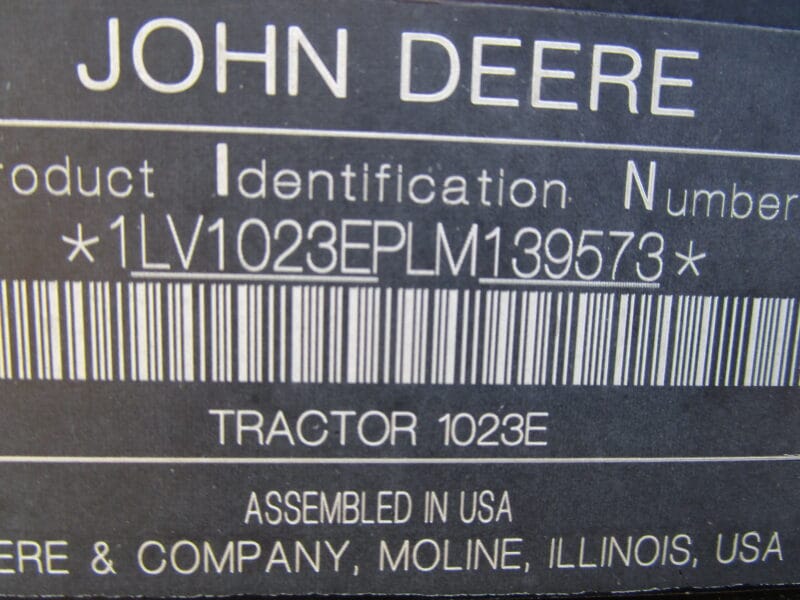 JOHN DEERE
roduct Identification Number
*1LV1023EPLM139573*
TRACTOR 1023E
ASSEMBLED IN USA
ERE & COMPANY, MOLINE, ILLINOIS, USA